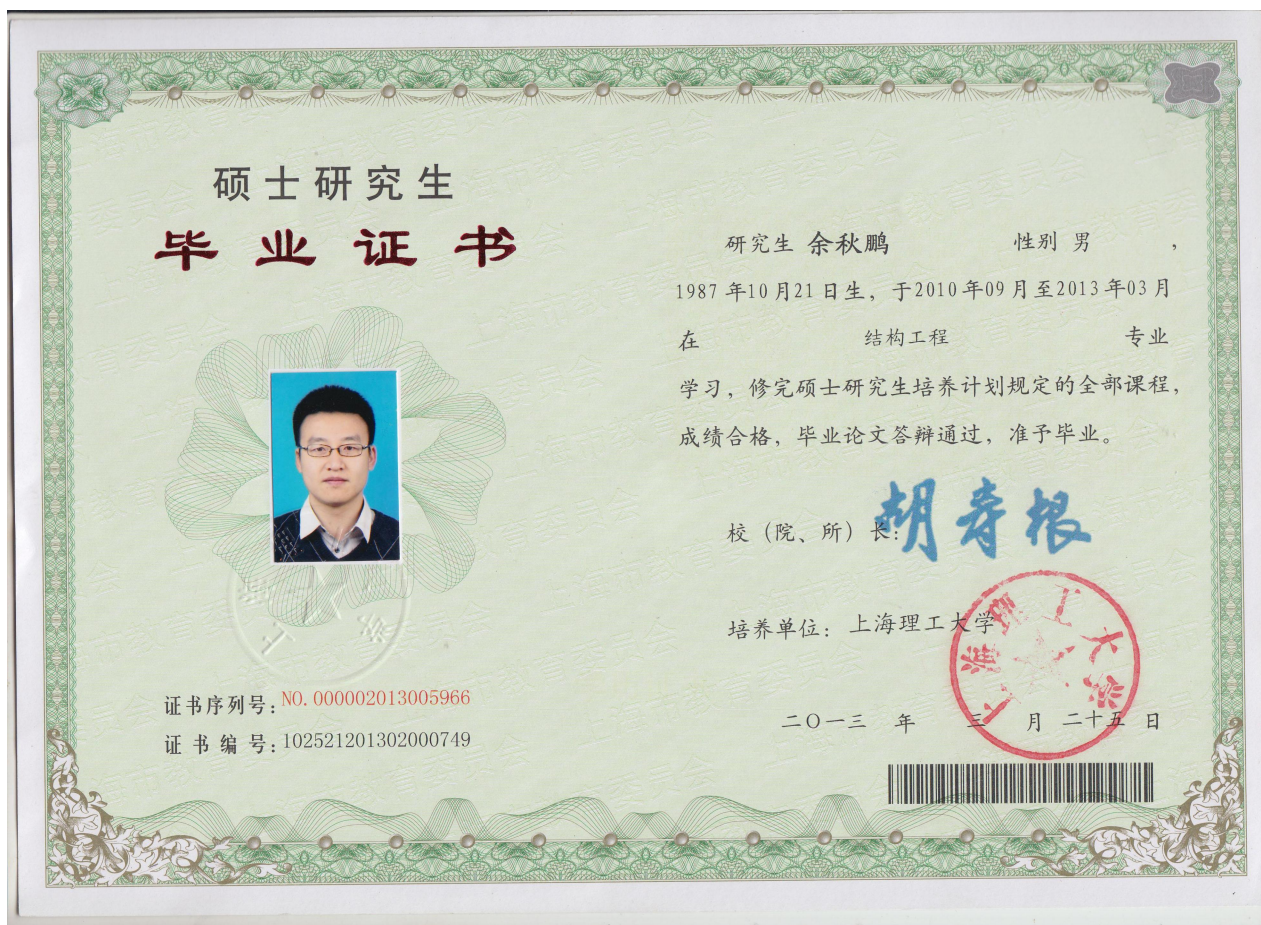 硕士研究生
毕业证书
证书序列号：NO. 000002013005966
证书编号：102521201302000749
研究生 余秋鹏 性别 男 ，
1987 年10 月21 日生，于2010 年09 月至2013 年03 月
在 结构工程 专业
学习，修完硕士研究生培养计划规定的全部课程，
成绩合格，毕业论文答辩通过，准予毕业。
校（院、所）长：胡寿根
培养单位：上海理工大学
上海理工大学
二〇一三 年 三 月 二十五 日